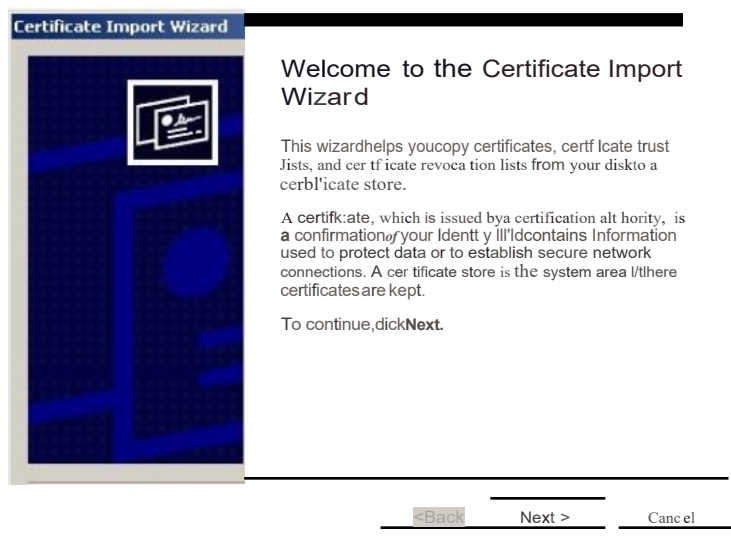 Certificate Import Wizard
Welcome to the Certificate Import
Wizard
This wizardhelps youcopy certificates, certf Icate trust
Jists, and cer tf icate revoca tion lists from your diskto a
cerbl'icate store.
A certifk:ate, which is issued bya certification alt hority, is
a confirmationof your Identt y lll'ldcontains Information
used to protect data or to establish secure network
connections. A cer tificate store is the system area l/tlhere
certificatesare kept.
To continue,dickNext.
<Back Next > Canc el